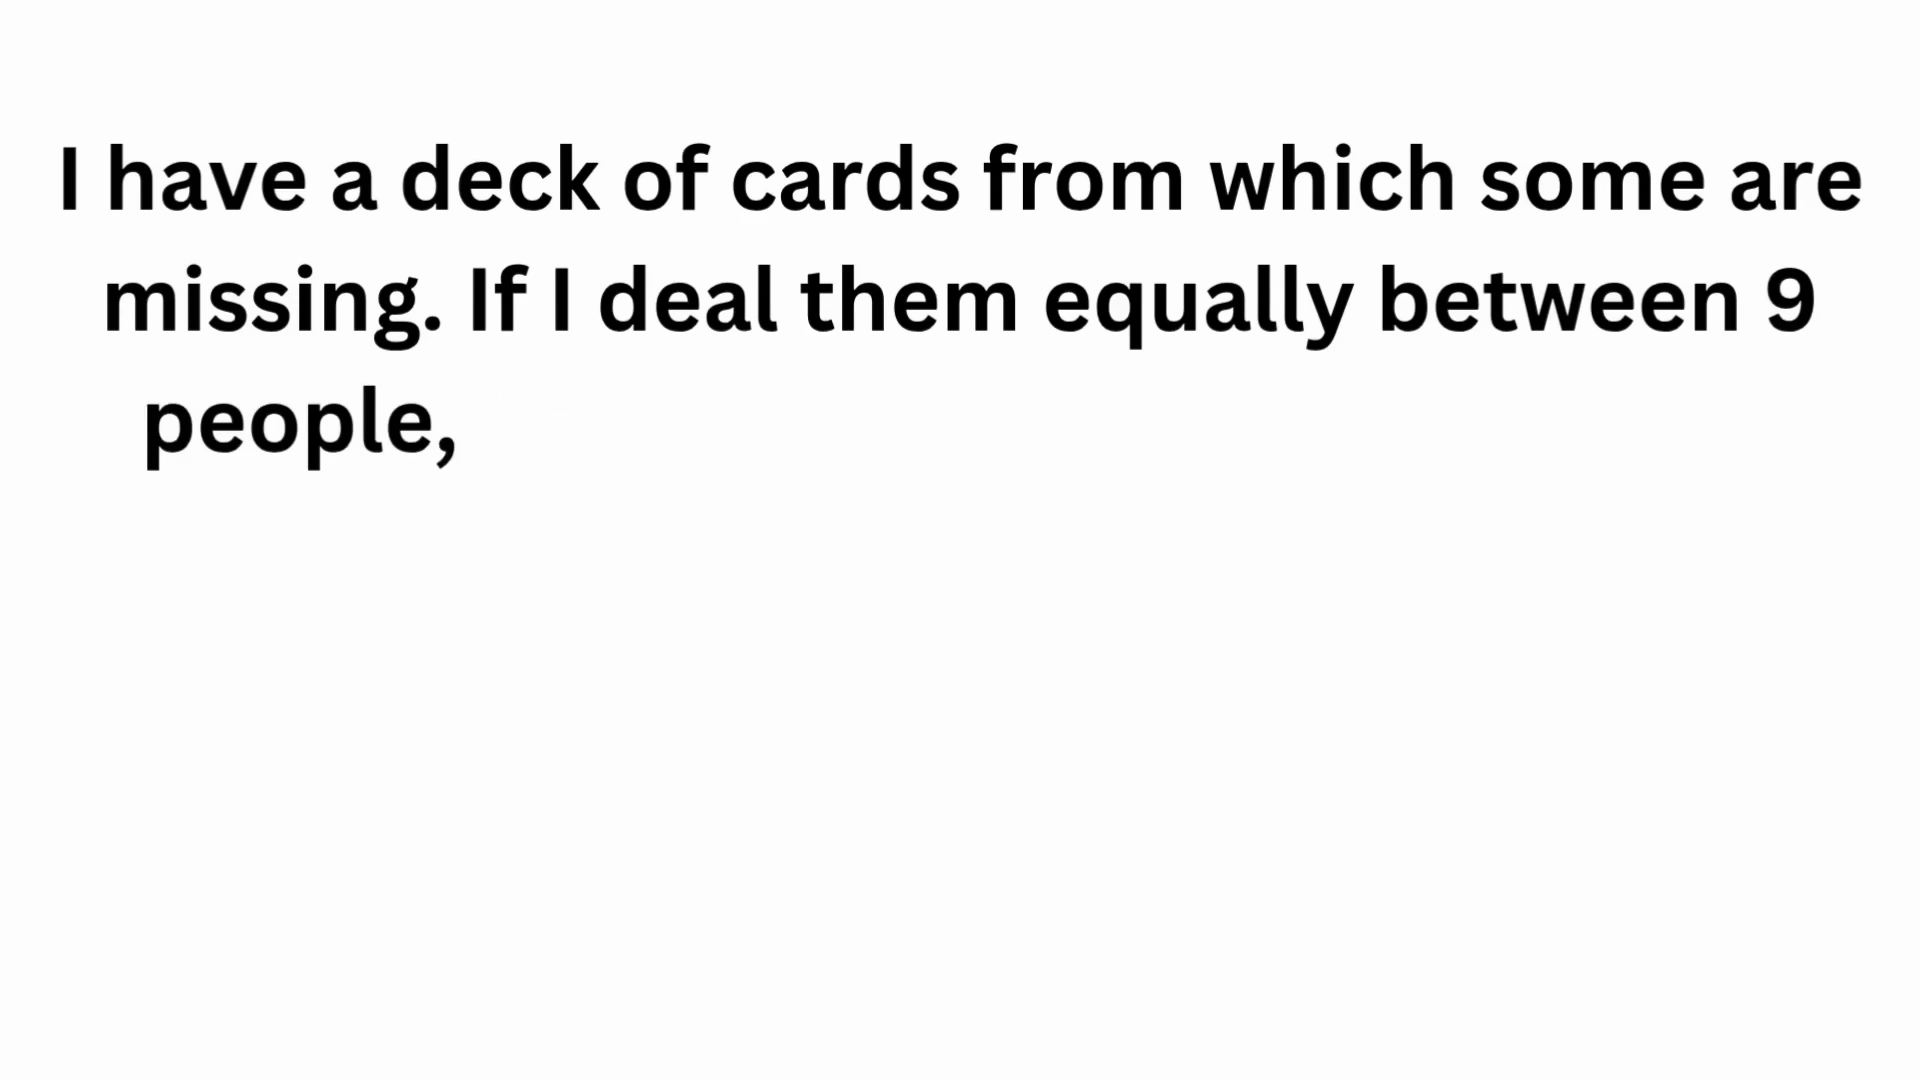 I have a deck of cards from which some are
missing. If I deal them equally between 9
people,